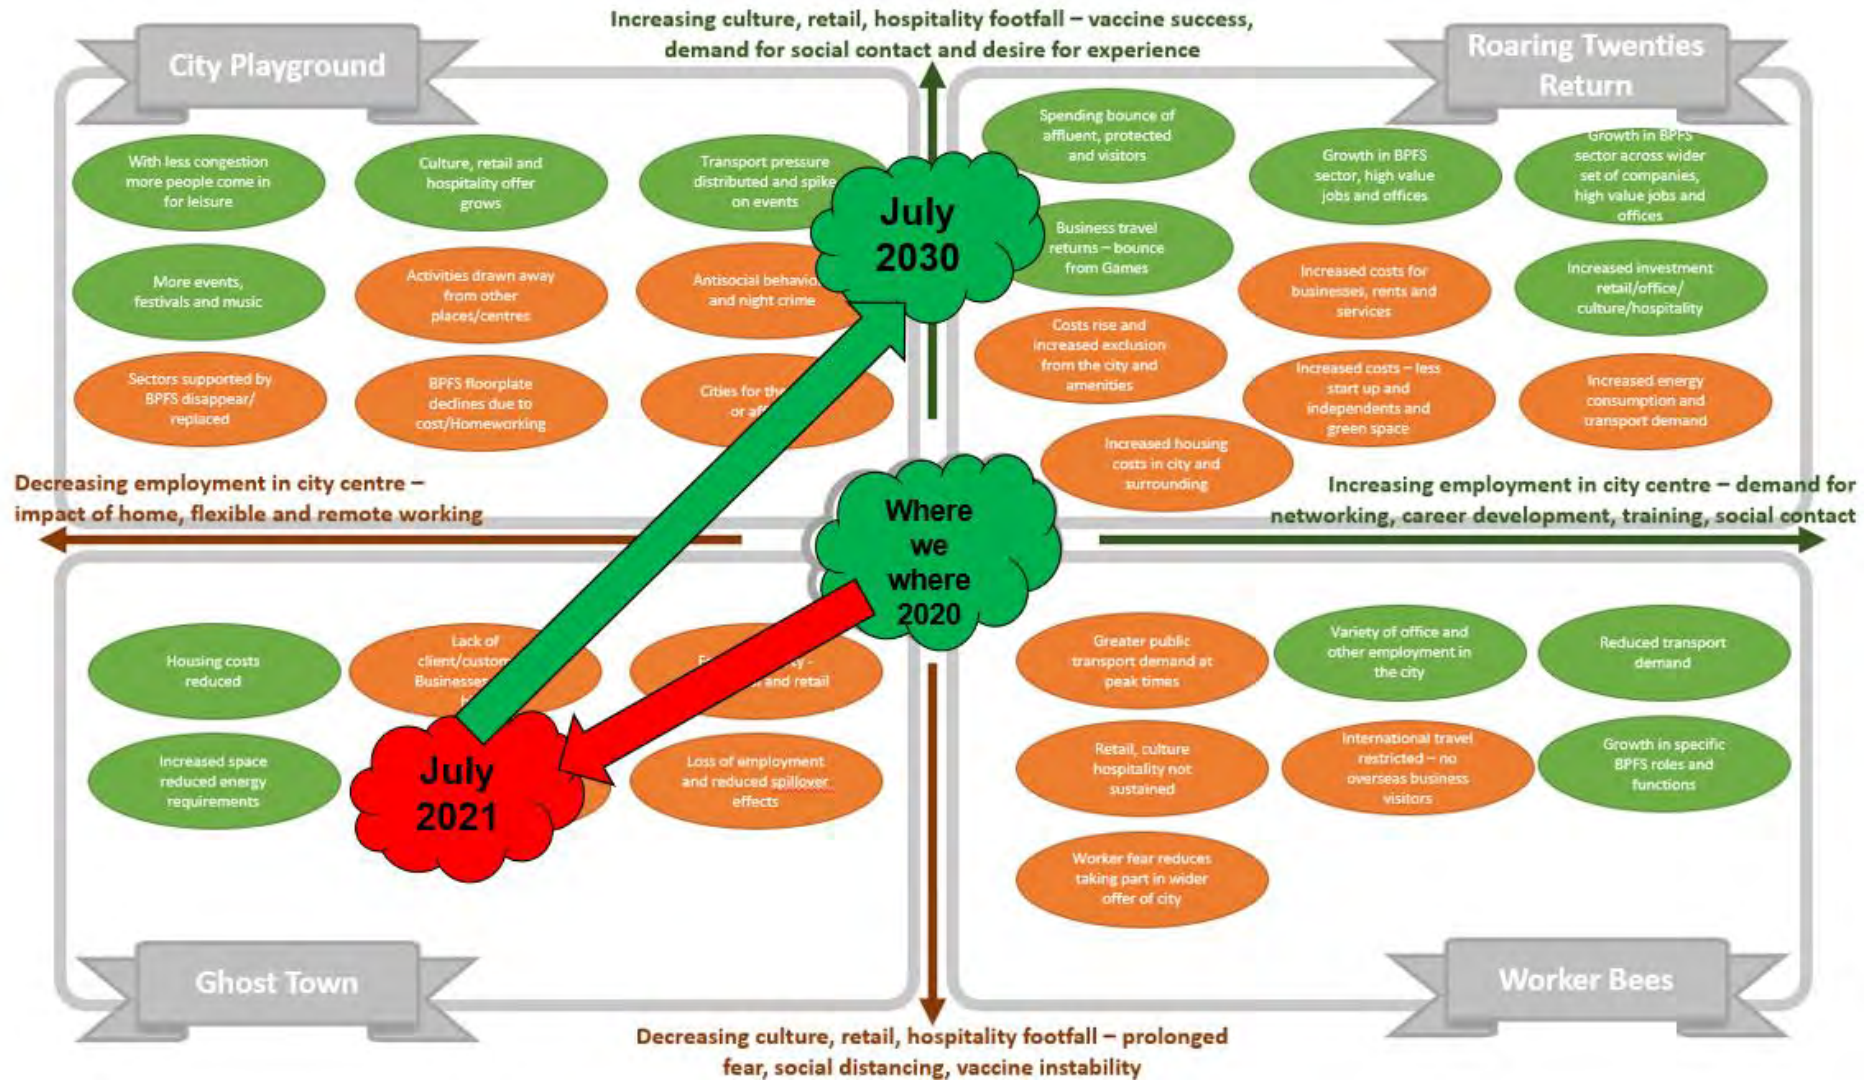 Increasing culture, retail, hospitality footfall – vaccine success,
demand for social contact and desire for experience
City Playground
With less congestion
more people come in
for leisure
Culture, retail and
hospitality offer
grows
Transport pressure
distributed and spike
on events
More events,
festivals and music
Activities drawn away
from other
places/centres
Antisocial
and night crime
Sectors supported by
BPFS disappear/
replaced
BPFS floorplate
declines due to
cost/Homeworking
Cities for
or
Roaring Twenties
Return
Spending bounce of
affluent, protected
and visitors
Growth in BPFS
sector, high value
jobs and offices
Growth in BPFS
sector across wider
set of companies,
high value jobs and
offices
Business travel
returns – bounce
from Games
Increased costs for
businesses, rents and
services
Increased investment
retail/office/
culture/hospitality
Costs rise and
increased exclusion
from the city and
amenities
Increased costs – less
start up and
independents and
green space
Increased energy
consumption and
transport demand
Increased housing
costs in city and
surrounding
July
2030
Where
we
where
2020
Decreasing employment in city centre –
impact of home, flexible and remote working
Increasing employment in city centre – demand for
networking, career development, training, social contact
Housing costs
reduced
Lack of
Businesses
and retail
Increased space
reduced energy
requirements
Loss of employment
and reduced spillover
effects
July
2021
Ghost Town
Greater public
transport demand at
peak times
Variety of office and
other employment in
the city
Reduced transport
demand
Retail, culture
hospitality not
sustained
International travel
restricted – no
overseas business
visitors
Growth in specific
BPFS roles and
functions
Worker fear reduces
taking part in wider
offer of city
Worker Bees
Decreasing culture, retail, hospitality footfall – prolonged
fear, social distancing, vaccine instability